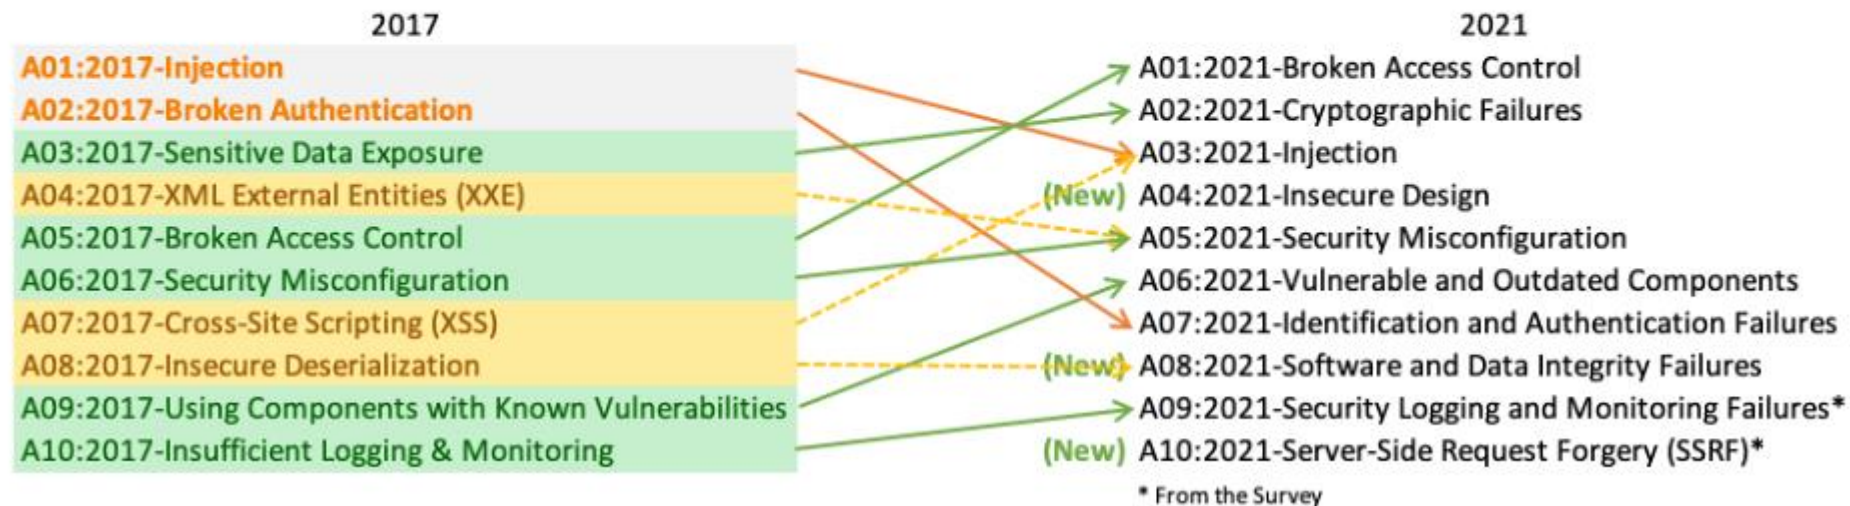 2017
A01:2017-Injection
A02:2017-Broken Authentication
A03:2017-Sensitive Data Exposure
A04:2017-XML External Entities (XXE)
A05:2017-Broken Access Control
A06:2017-Security Misconfiguration
A07:2017-Cross-Site Scripting (XSS)
A08:2017-Insecure Deserialization
A09:2017-Using Components with Known Vulnerabilities
A10:2017-Insufficient Logging & Monitoring
2021
A01:2021-Broken Access Control
A02:2021-Cryptographic Failures
A03:2021-Injection
(New) A04:2021-Insecure Design
A05:2021-Security Misconfiguration
A06:2021-Vulnerable and Outdated Components
A07:2021-Identification and Authentication Failures
(New) A08:2021-Software and Data Integrity Failures
A09:2021-Security Logging and Monitoring Failures*
(New) A10:2021-Server-Side Request Forgery (SSRF)*
* From the Survey